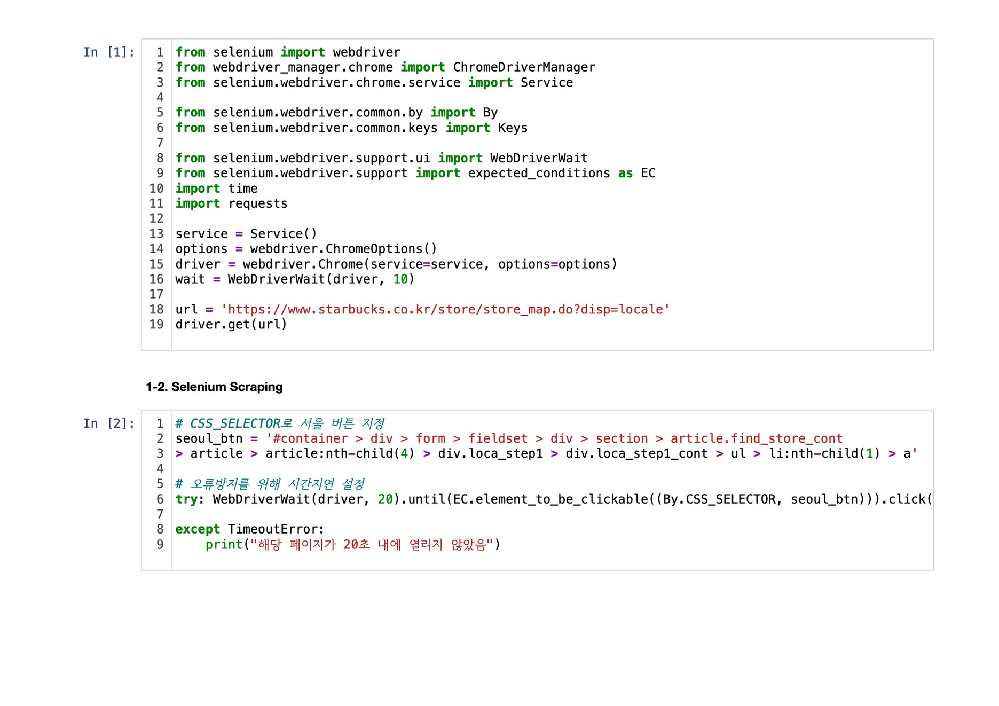 In [1]:
1 from selenium import webdriver
2 from webdriver_manager.chrome import ChromeDriverManager
3 from selenium.webdriver.chrome.service import Service
4
5 from selenium.webdriver.common.by import By
6 from selenium.webdriver.common.keys import Keys
7
8 from selenium.webdriver.support.ui import WebDriverWait
9 from selenium.webdriver.support import expected_conditions as EC
10 import time
11 import requests
12
13 service = Service()
14 options = webdriver.ChromeOptions()
15 driver = webdriver.Chrome(service=service, options=options)
16 wait = WebDriverWait(driver, 10)
17
18 url = 'https://www.starbucks.co.kr/store/store_map.do?disp=locale'
19 driver.get(url)
1-2. Selenium Scraping
In [2]:
1 # CSS_SELECTOR로 서울 버튼 지정
2 seoul_btn = '#container > div > form > fieldset > div > section > article.find_store_cont
3 > article > article:nth-child(4) > div.loca_step1 > div.loca_step1_cont > ul > li:nth-child(1) > a'
4
5 # 오류방지를 위해 시간지연 설정
6 try: WebDriverWait(driver, 20).until(EC.element_to_be_clickable((By.CSS_SELECTOR, seoul_btn))).click(
7
8 except TimeoutError:
9     print("해당 페이지가 20초 내에 열리지 않았음")